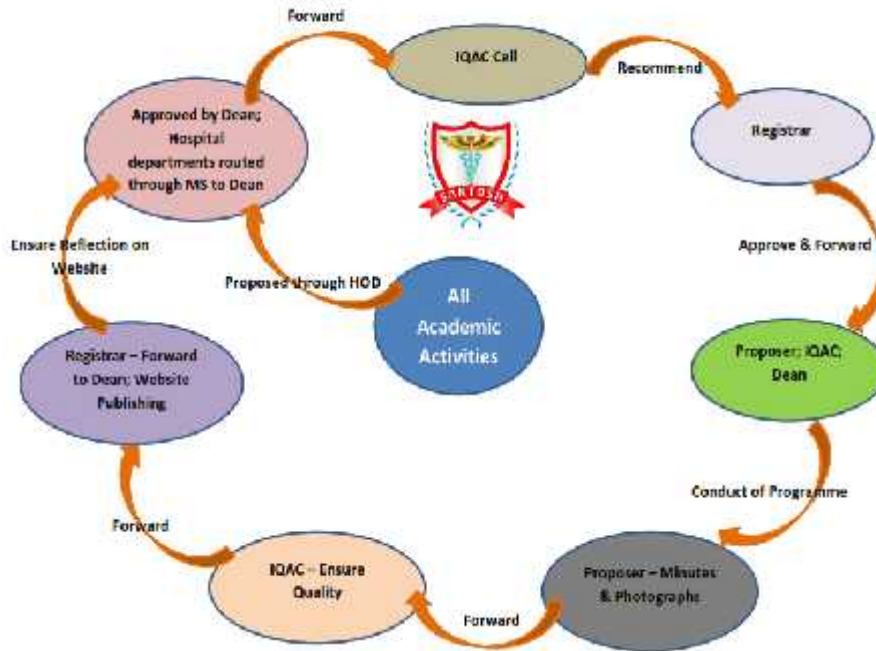 Forward
IQAC Call
Recommend
Approved by Dean;
Hospital
departments routed
through MS to Dean
Registrar
SANTOSH
Ensure Reflection on
Website
Approve & Forward
Proposed through HOD
All
Academic
Activities
Registrar – Forward
to Dean; Website
Publishing
Proposer; IQAC;
Dean
Conduct of Programme
Forward
IQAC – Ensure
Quality
Proposer – Minutes
& Photographs
Forward